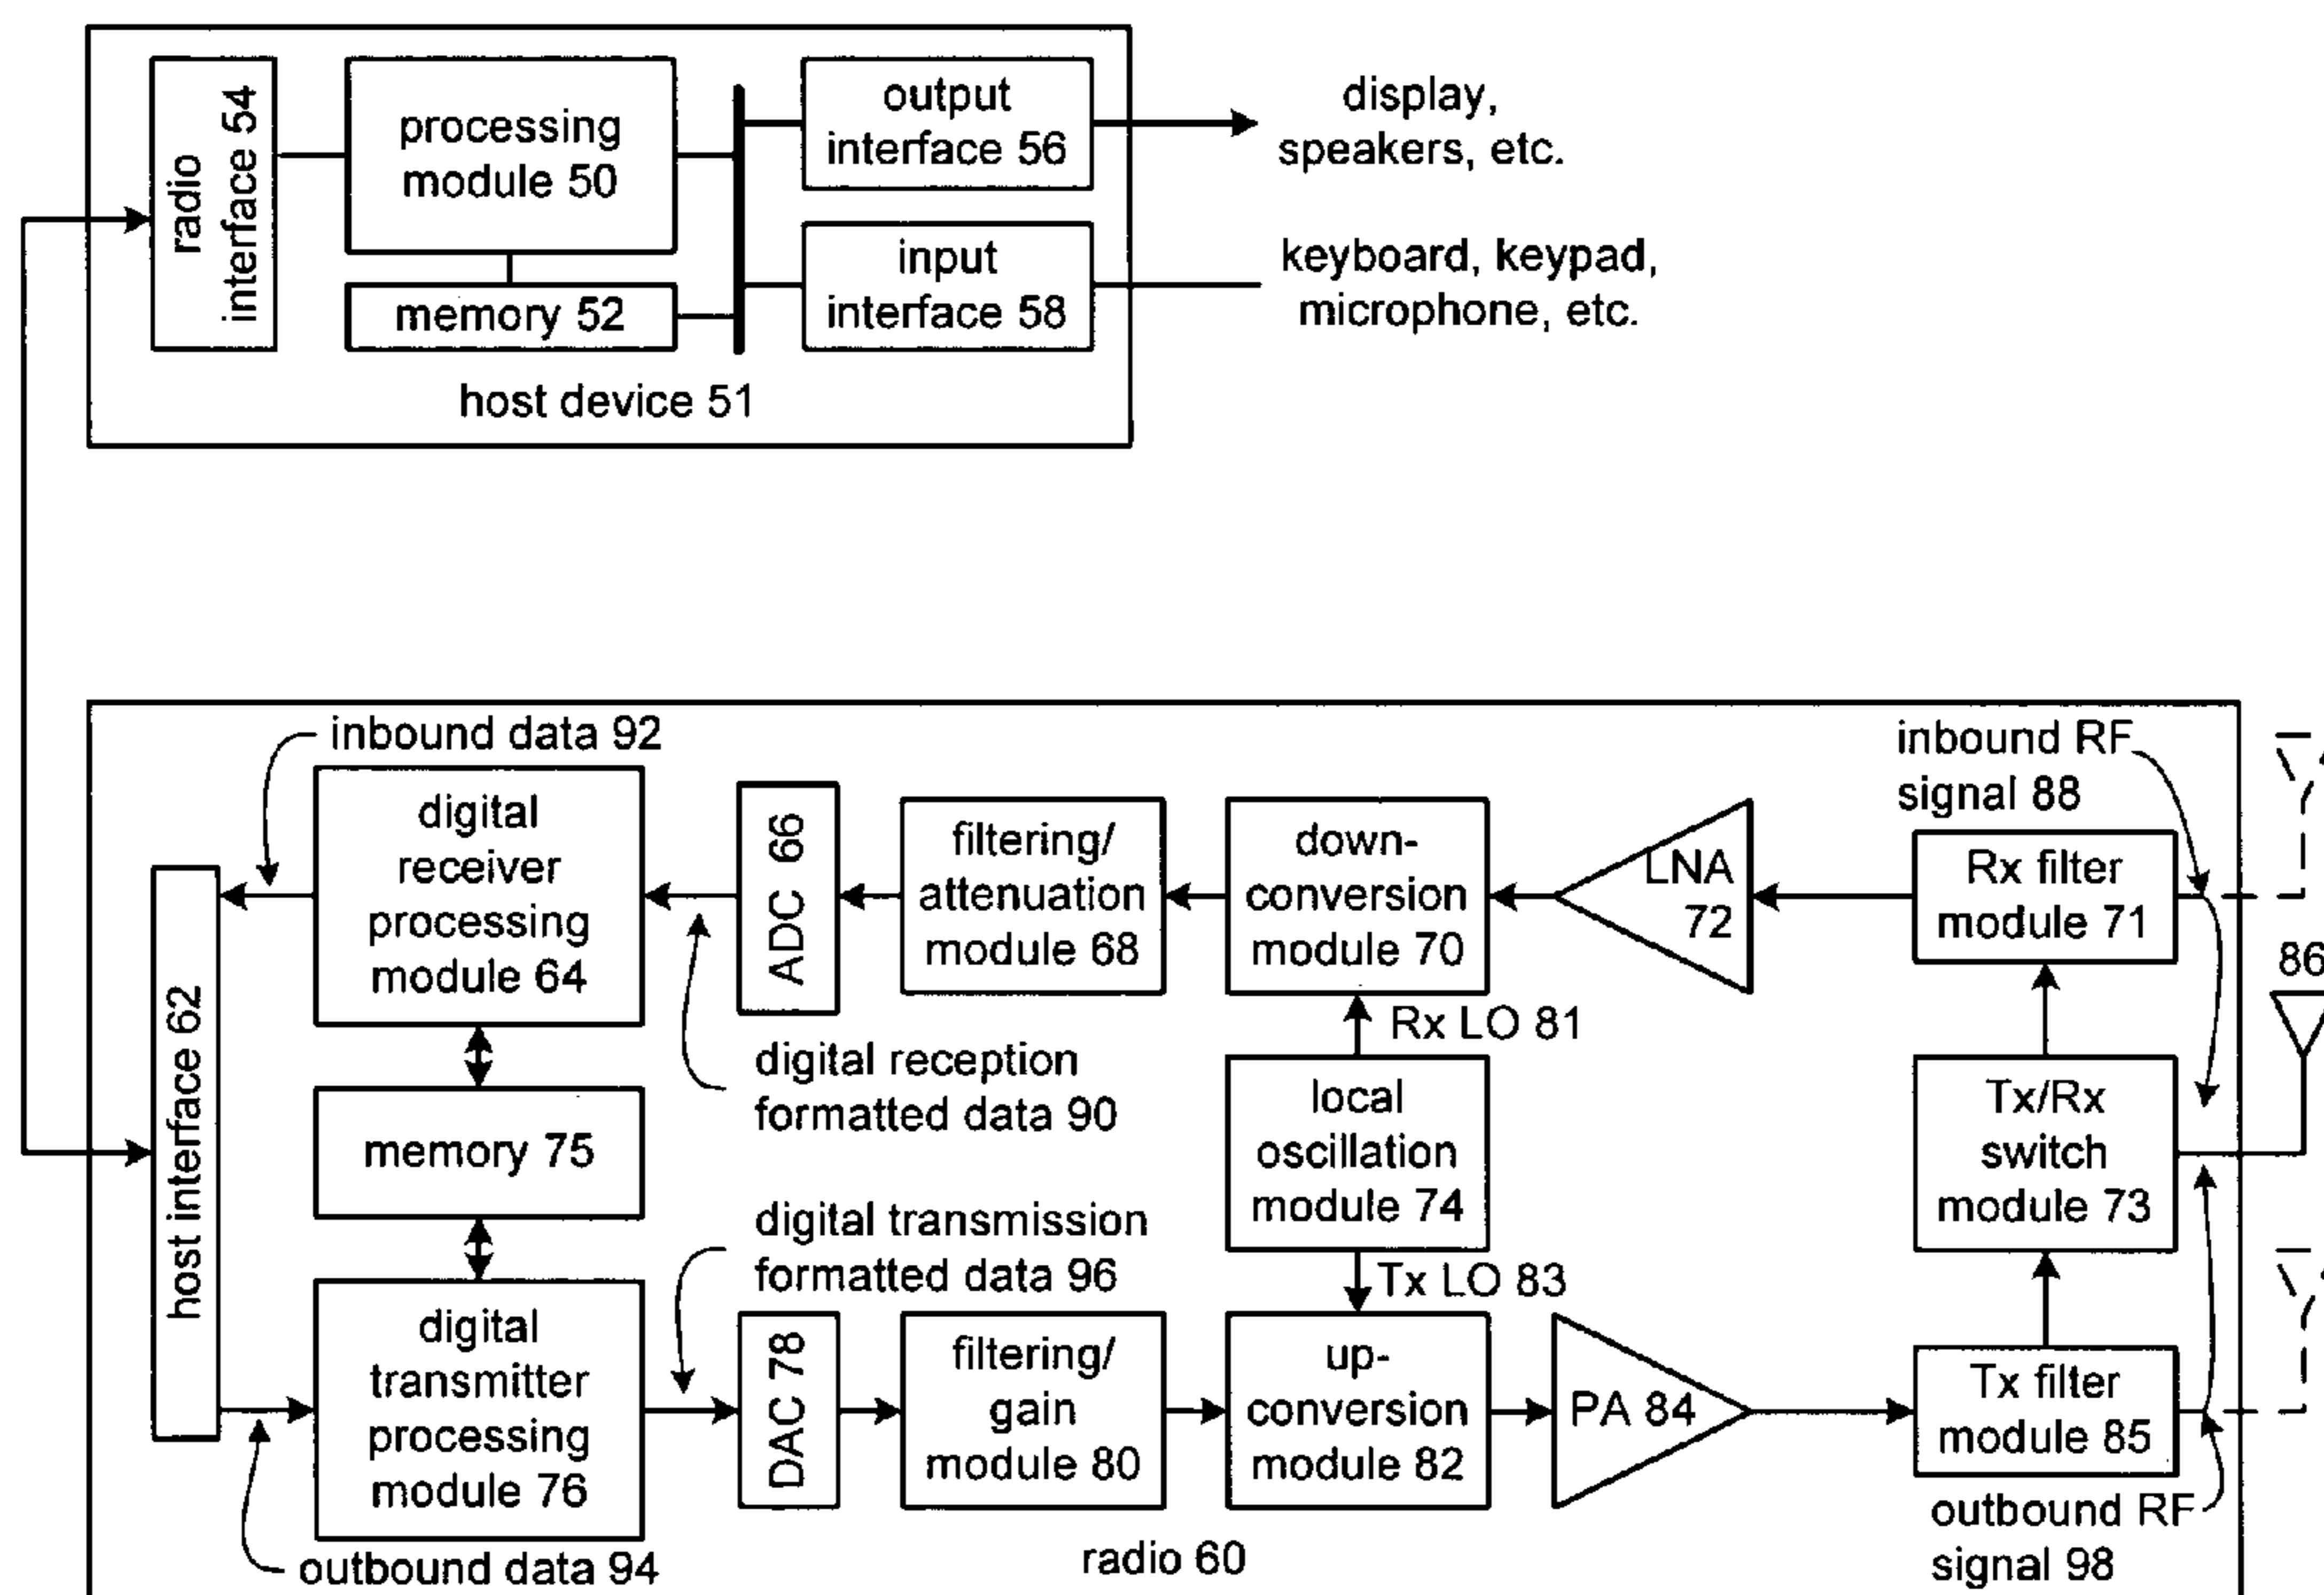 radio
interface 54
processing
module 50
memory 52
output
interface 56
input
interface 58
display,
speakers, etc.
keyboard, keypad,
microphone, etc.
host device 51
inbound data 92
digital
receiver
processing
module 64
ADC 66
filtering/
attenuation
module 68
down-
conversion
module 70
LNA
72
inbound RF
signal 88
Rx filter
module 71
86
host interface 62
Rx LO 81
digital reception
formatted data 90
memory 75
local
oscillation
module 74
Tx/Rx
switch
module 73
digital transmission
formatted data 96
Tx LO 83
digital
transmitter
processing
module 76
DAC 78
filtering/
gain
module 80
up-
conversion
module 82
PA 84
Tx filter
module 85
outbound RF
signal 98
outbound data 94
radio 60